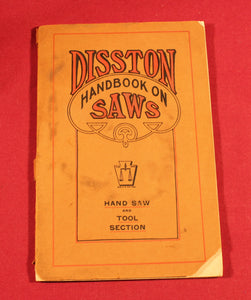 DISSTON
HANDBOOK ON
SAWS
HAND SAW
AND
TOOL
SECTION